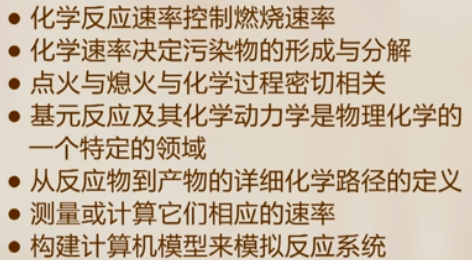 ● 化学反应速率控制燃烧速率
● 化学速率决定污染物的形成与分解
● 点火与熄火与化学过程密切相关
● 基元反应及其化学动力学是物理化学的
一个特定的领域
● 从反应物到产物的详细化学路径的定义
● 测量或计算它们相应的速率
● 构建计算机模型来模拟反应系统